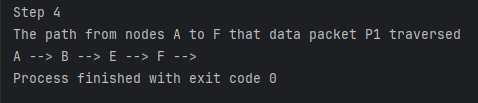 Step 4
The path from nodes A to F that data packet P1 traversed
A --> B --> E --> F -->
Process finished with exit code 0